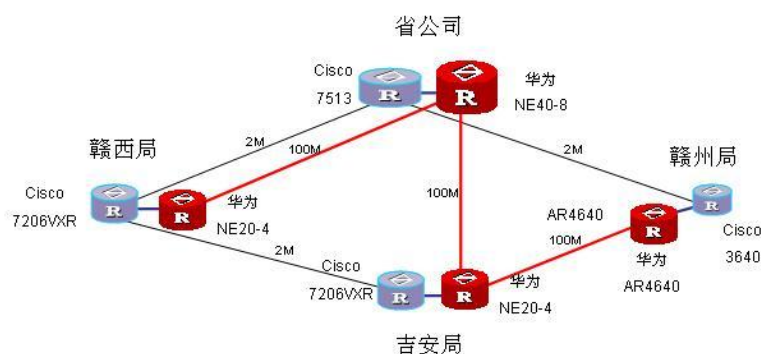 省公司
Cisco
7513
华为
NE40-8
赣西局
2M
100M
2M
赣州局
Cisco
7206VXR
华为
NE20-4
100M
AR4640
Cisco
3640
2M
100M
华为
AR4640
Cisco
7206VXR
华为
NE20-4
吉安局
R
R
R
R
R
R
R
R